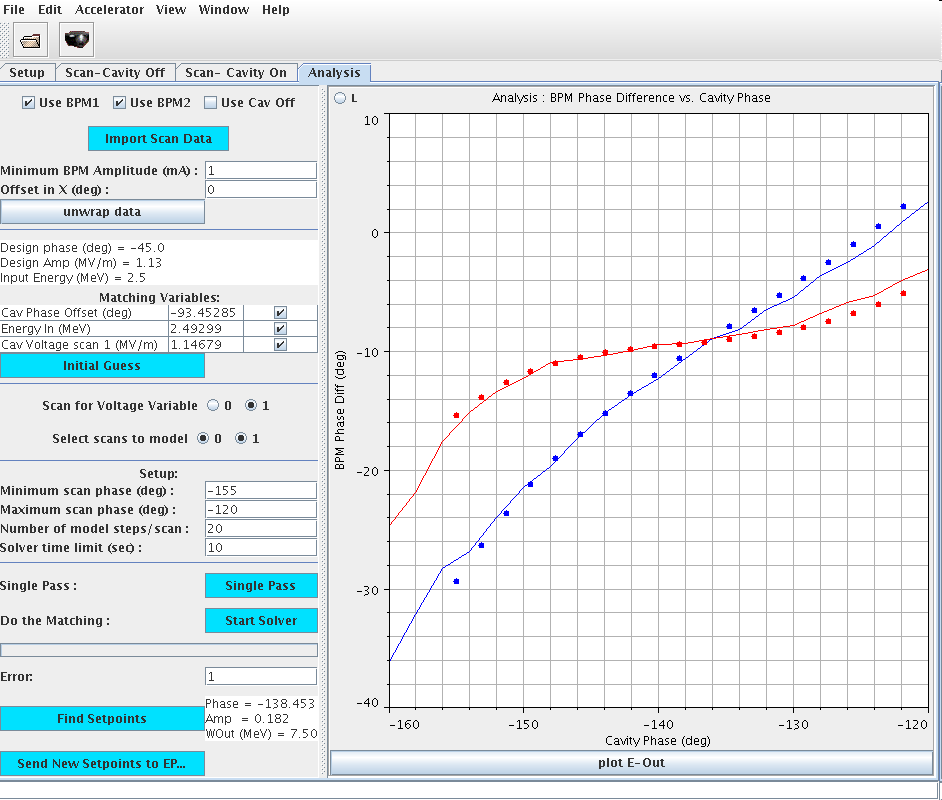 File Edit Accelerator View Window Help
Setup Scan-Cavity Off Scan- Cavity On Analysis
Use BPM1 Use BPM2 Use Cav Off
Import Scan Data
Minimum BPM Amplitude (mA) : 1
Offset in X (deg) : 0
unwrap data
Design phase (deg) = -45.0
Design Amp (MV/m) = 1.13
Input Energy (MeV) = 2.5
Matching Variables:
Cav Phase Offset (deg) -93.45285
Energy In (MeV) 2.49299
Cav Voltage scan 1 (MV/m) 1.14679
Initial Guess
Scan for Voltage Variable 0 1
Select scans to model 0 1
Setup:
Minimum scan phase (deg) : -155
Maximum scan phase (deg) : -120
Number of model steps/scan : 20
Solver time limit (sec) : 10
Single Pass : Single Pass
Do the Matching : Start Solver
Error: 1
Find Setpoints
Phase = -138.453
Amp = 0.182
WOut (MeV) = 7.50
Send New Setpoints to EP...
L
Analysis : BPM Phase Difference vs. Cavity Phase
10
0
-10
-20
-30
-40
BPM Phase Diff (deg)
-160 -150 -140 -130 -120
Cavity Phase (deg)
plot E-Out